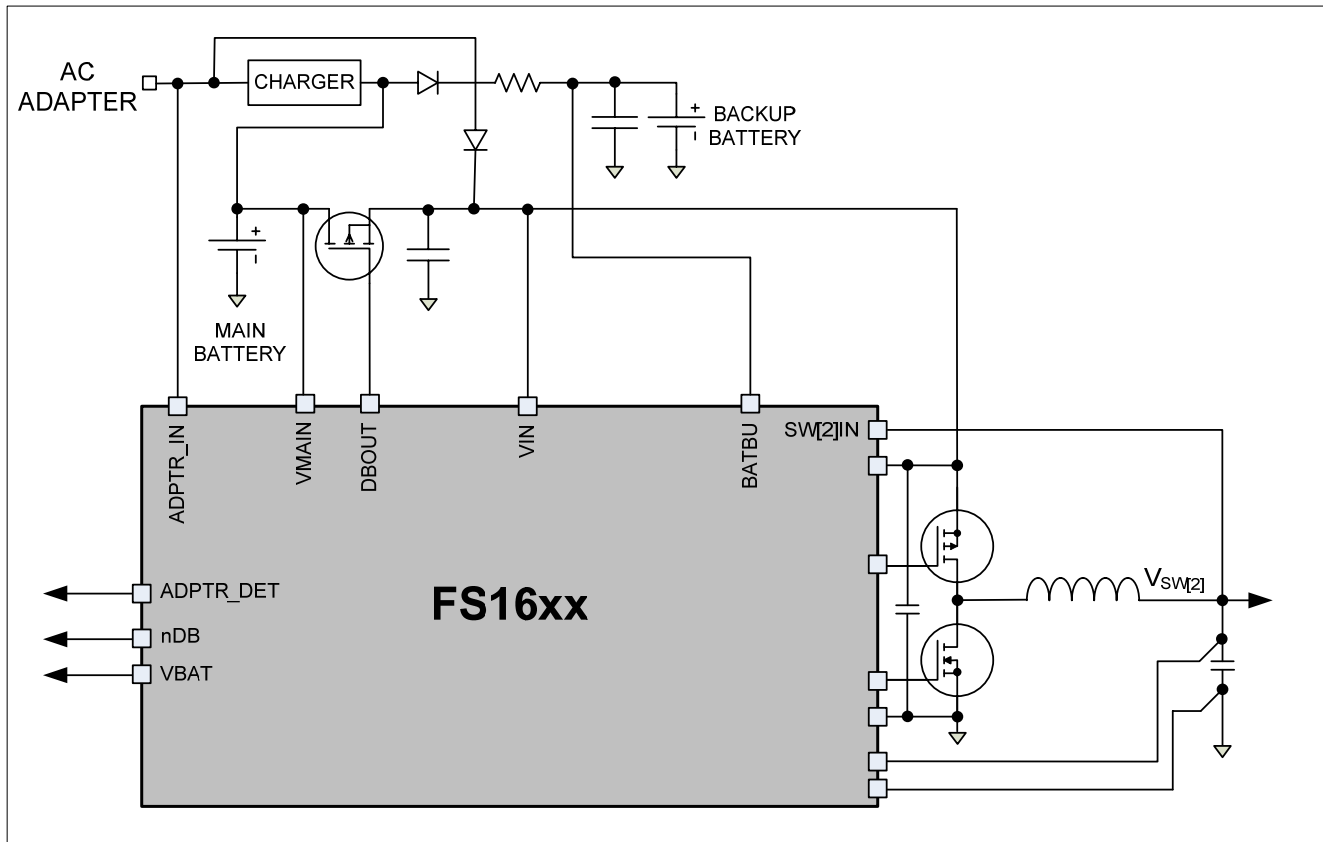 AC
ADAPTER
CHARGER
+
BACKUP
BATTERY
-
+
-
MAIN
BATTERY
ADPTR_IN
VMAIN
DBOUT
VIN
BATBU
SW[2]IN
VSW[2]
ADPTR_DET
nDB
VBAT
FS16xx